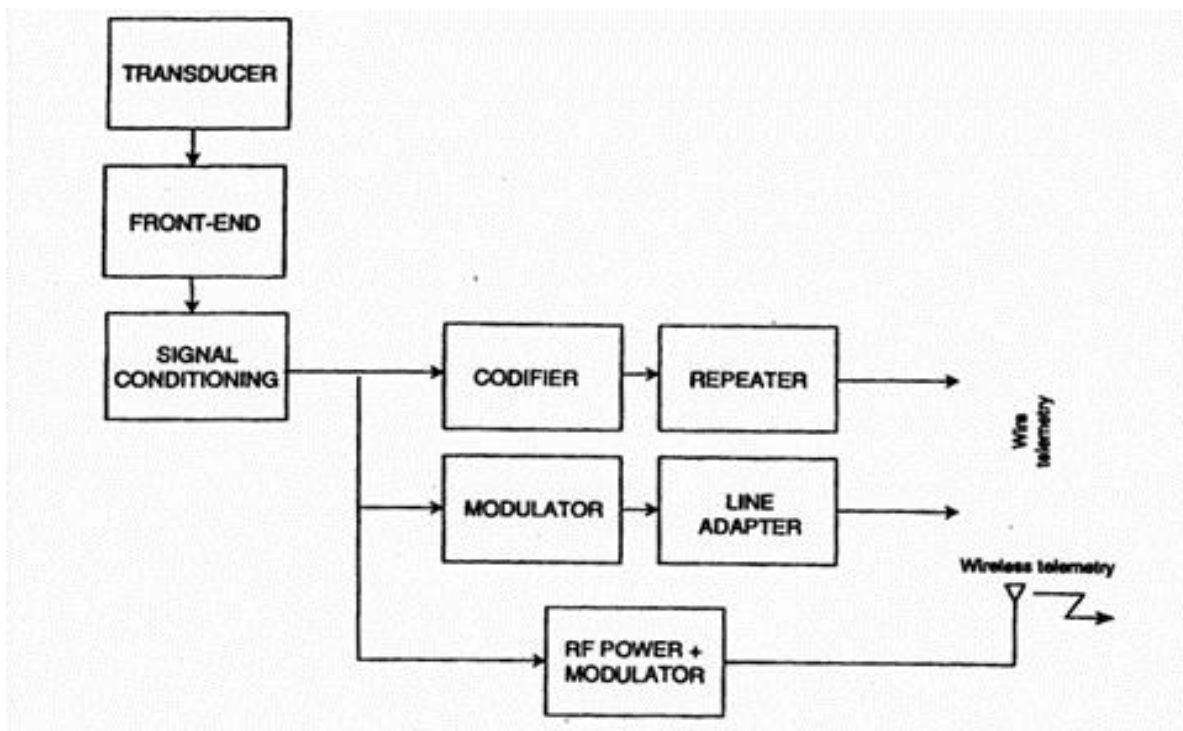 TRANSDUCER
FRONT-END
SIGNAL
CONDITIONING
CODIFIER
REPEATER
Wire
telemetry
MODULATOR
LINE
ADAPTER
Wireless telemetry
RF POWER +
MODULATOR